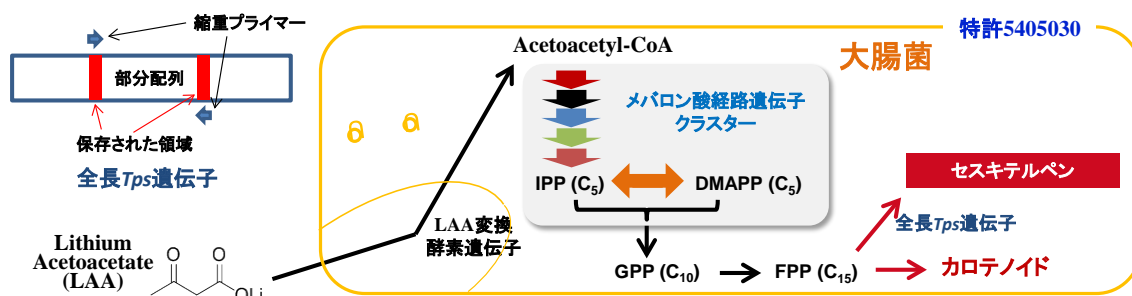 縮重プライマー
部分配列
保存された領域
全長Tps遺伝子
Lithium
Acetoacetate
(LAA)
O O
OLi
特許5405030
大腸菌
Acetoacetyl-CoA
メバロン酸経路遺伝子
クラスター
IPP (C5)
DMAPP (C5)
LAA変換
酵素遺伝子
GPP (C10)
FPP (C15)
セスキテルペン
全長Tps遺伝子
カロテノイド